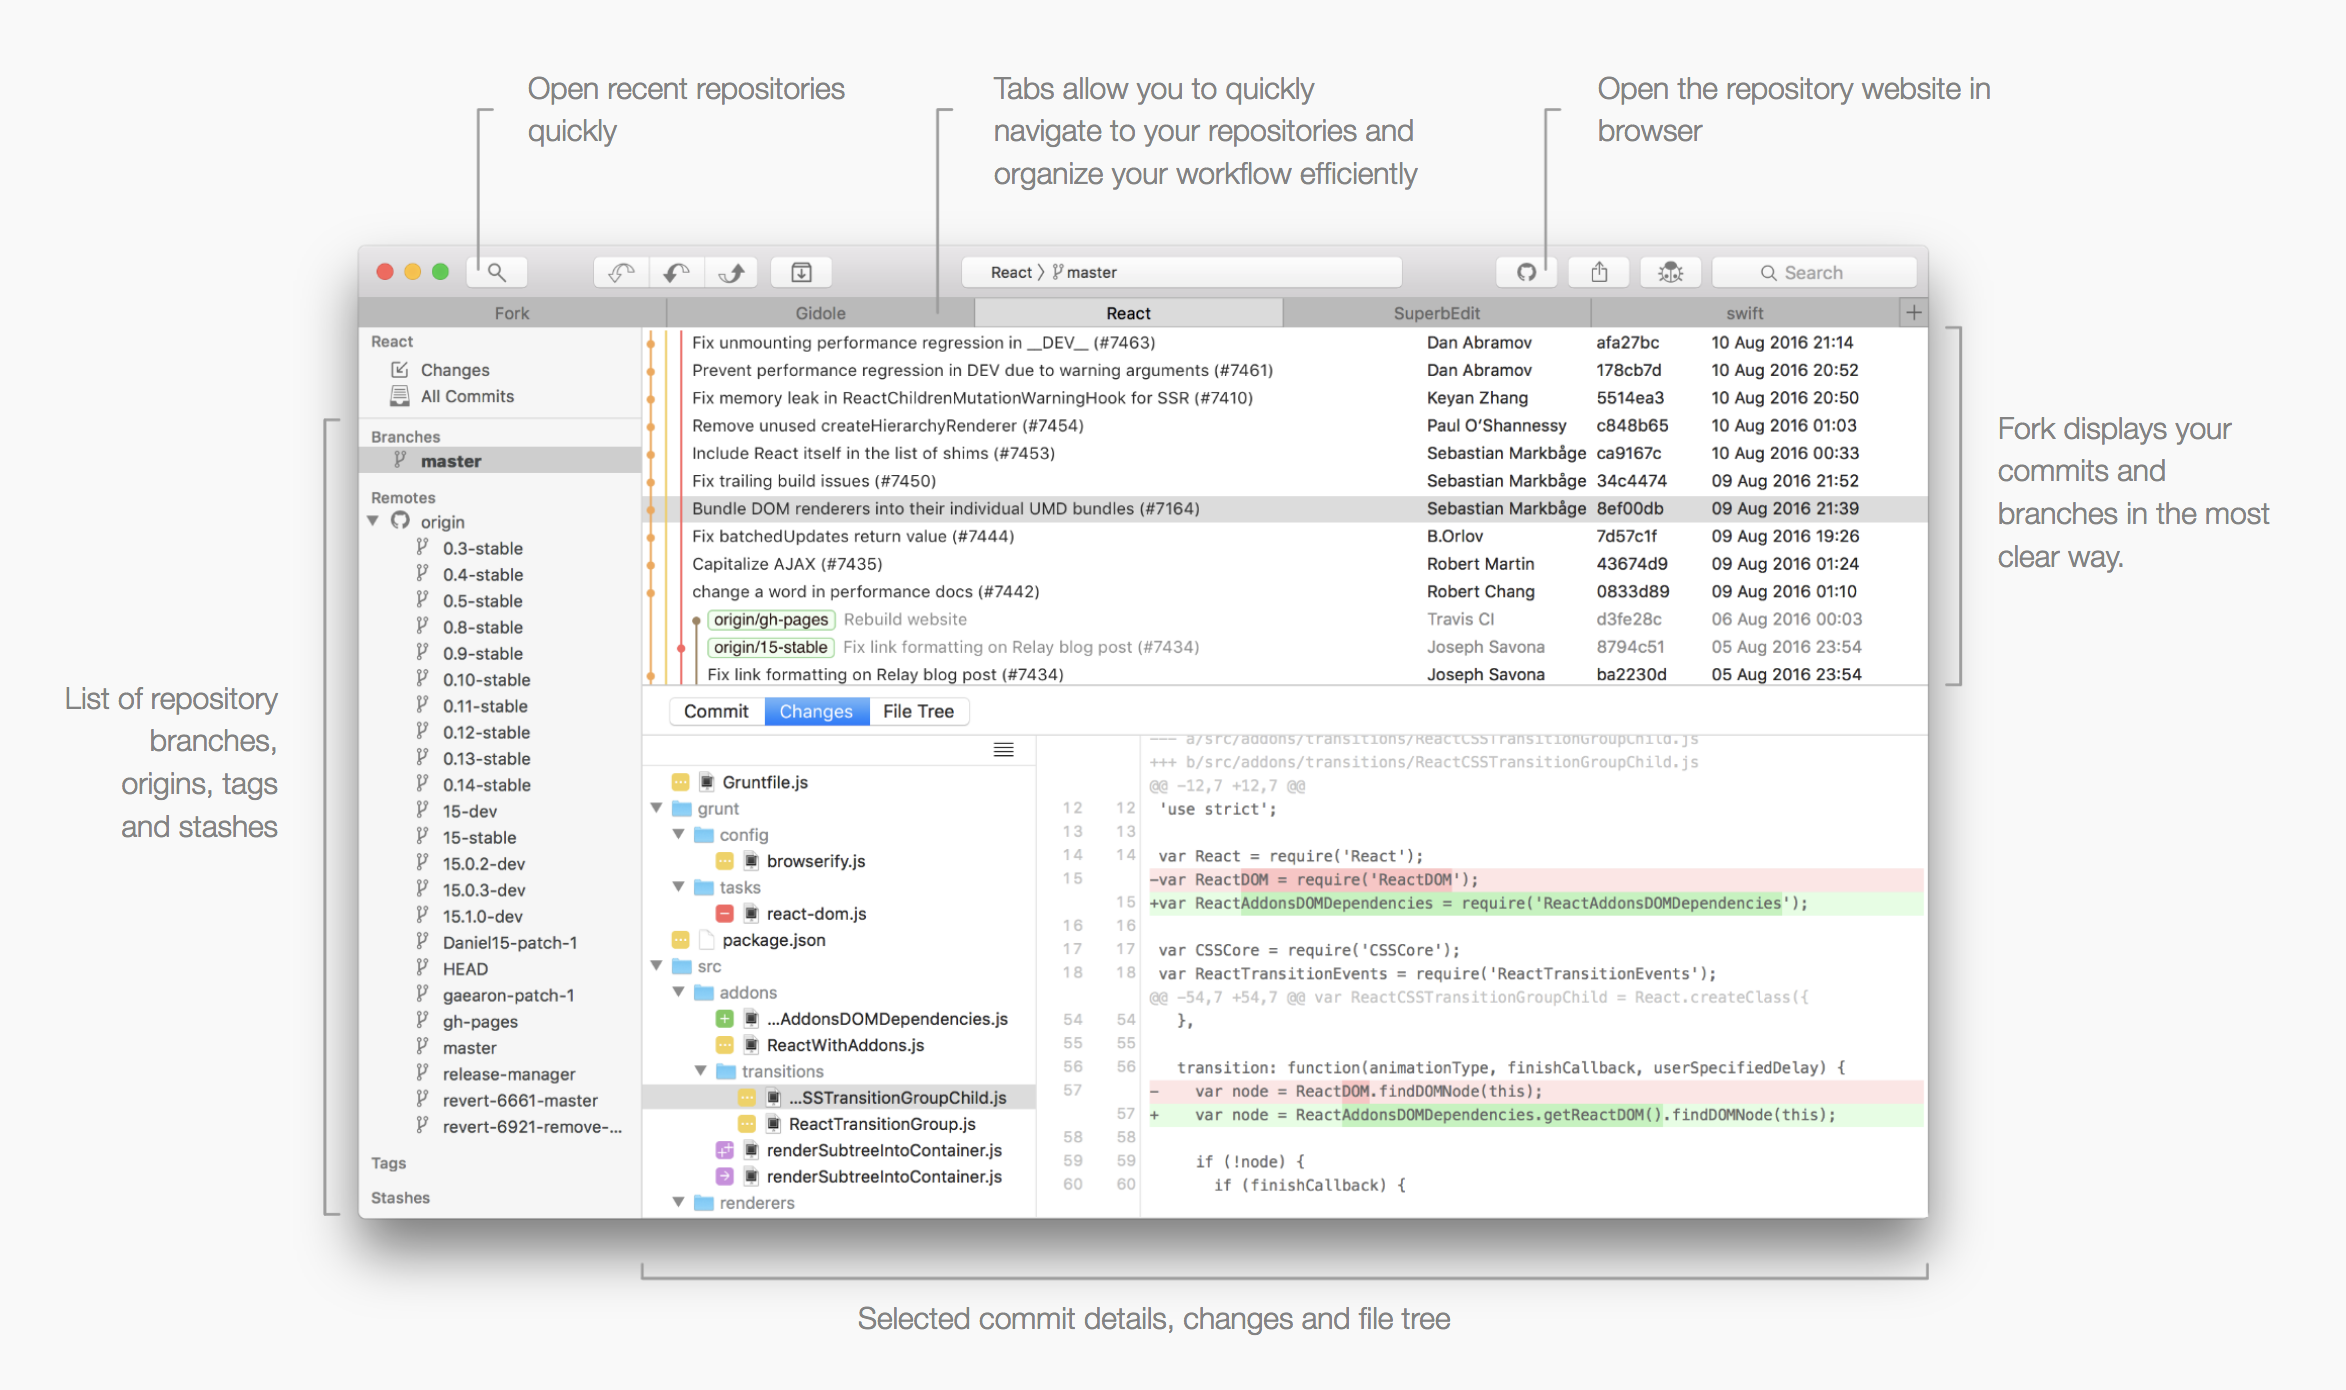 Open recent repositories
quickly
Tabs allow you to quickly
navigate to your repositories and
organize your workflow efficiently
Open the repository website in
browser
React 〉 master
Search
Fork
Gidole
React
SuperbEdit
swift
React
Changes
All Commits
Branches
master
Remotes
origin
0.3-stable
0.4-stable
0.5-stable
0.8-stable
0.9-stable
0.10-stable
0.11-stable
0.12-stable
0.13-stable
0.14-stable
15-dev
15-stable
15.0.2-dev
15.0.3-dev
15.1.0-dev
Daniel15-patch-1
HEAD
gaearon-patch-1
gh-pages
master
release-manager
revert-6661-master
revert-6921-remove-...
Tags
Stashes
Fix unmounting performance regression in __DEV__ (#7463) Dan Abramov afa27bc 10 Aug 2016 21:14
Prevent performance regression in DEV due to warning arguments (#7461) Dan Abramov 178cb7d 10 Aug 2016 20:52
Fix memory leak in ReactChildrenMutationWarningHook for SSR (#7410) Keyan Zhang 5514ea3 10 Aug 2016 20:50
Remove unused createHierarchyRenderer (#7454) Paul O’Shannessy c848b65 10 Aug 2016 01:03
Include React itself in the list of shims (#7453) Sebastian Markbåge ca9167c 10 Aug 2016 00:33
Fix trailing build issues (#7450) Sebastian Markbåge 34c4474 09 Aug 2016 21:52
Bundle DOM renderers into their individual UMD bundles (#7164) Sebastian Markbåge 8ef00db 09 Aug 2016 21:39
Fix batchedUpdates return value (#7444) B.Orlov 7d57c1f 09 Aug 2016 19:26
Capitalize AJAX (#7435) Robert Martin 43674d9 09 Aug 2016 01:24
change a word in performance docs (#7442) Robert Chang 0833d89 09 Aug 2016 01:10
origin/gh-pages Rebuild website Travis CI d3fe28c 06 Aug 2016 00:03
origin/15-stable Fix link formatting on Relay blog post (#7434) Joseph Savona 8794c51 05 Aug 2016 23:54
Fix link formatting on Relay blog post (#7434) Joseph Savona ba2230d 05 Aug 2016 23:54
Commit
Changes
File Tree
Gruntfile.js
grunt
config
browserify.js
tasks
react-dom.js
package.json
src
addons
...AddonsDOMDependencies.js
ReactWithAddons.js
transitions
...SSTransitionGroupChild.js
ReactTransitionGroup.js
renderSubtreeIntoContainer.js
renderSubtreeIntoContainer.js
renderers
--- a/src/addons/transitions/ReactCSSTransitionGroupChild.js
+++ b/src/addons/transitions/ReactCSSTransitionGroupChild.js
@@ -12,7 +12,7 @@
12 12 'use strict';
13 13
14 14 var React = require('React');
15 -var ReactDOM = require('ReactDOM');
15 +var ReactAddonsDOMDependencies = require('ReactAddonsDOMDependencies');
16 16
17 17 var CSSCore = require('CSSCore');
18 18 var ReactTransitionEvents = require('ReactTransitionEvents');
@@ -54,7 +54,7 @@ var ReactCSSTransitionGroupChild = React.createClass({
54 54 },
55 55
56 56 transition: function(animationType, finishCallback, userSpecifiedDelay) {
57 - var node = ReactDOM.findDOMNode(this);
57 + var node = ReactAddonsDOMDependencies.getReactDOM().findDOMNode(this);
58 58
59 59 if (!node) {
60 60 if (finishCallback) {
List of repository
branches,
origins, tags
and stashes
Fork displays your
commits and
branches in the most
clear way.
Selected commit details, changes and file tree